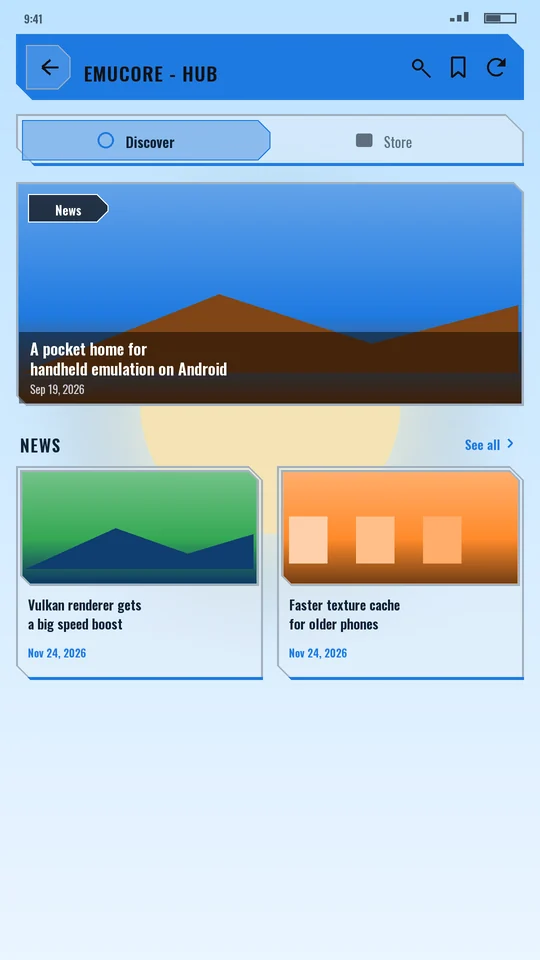 9:41
EMUCORE - HUB
Discover
Store
News
A pocket home for
handheld emulation on Android
Sep 19, 2026
NEWS
See all
Vulkan renderer gets
a big speed boost
Nov 24, 2026
Faster texture cache
for older phones
Nov 24, 2026